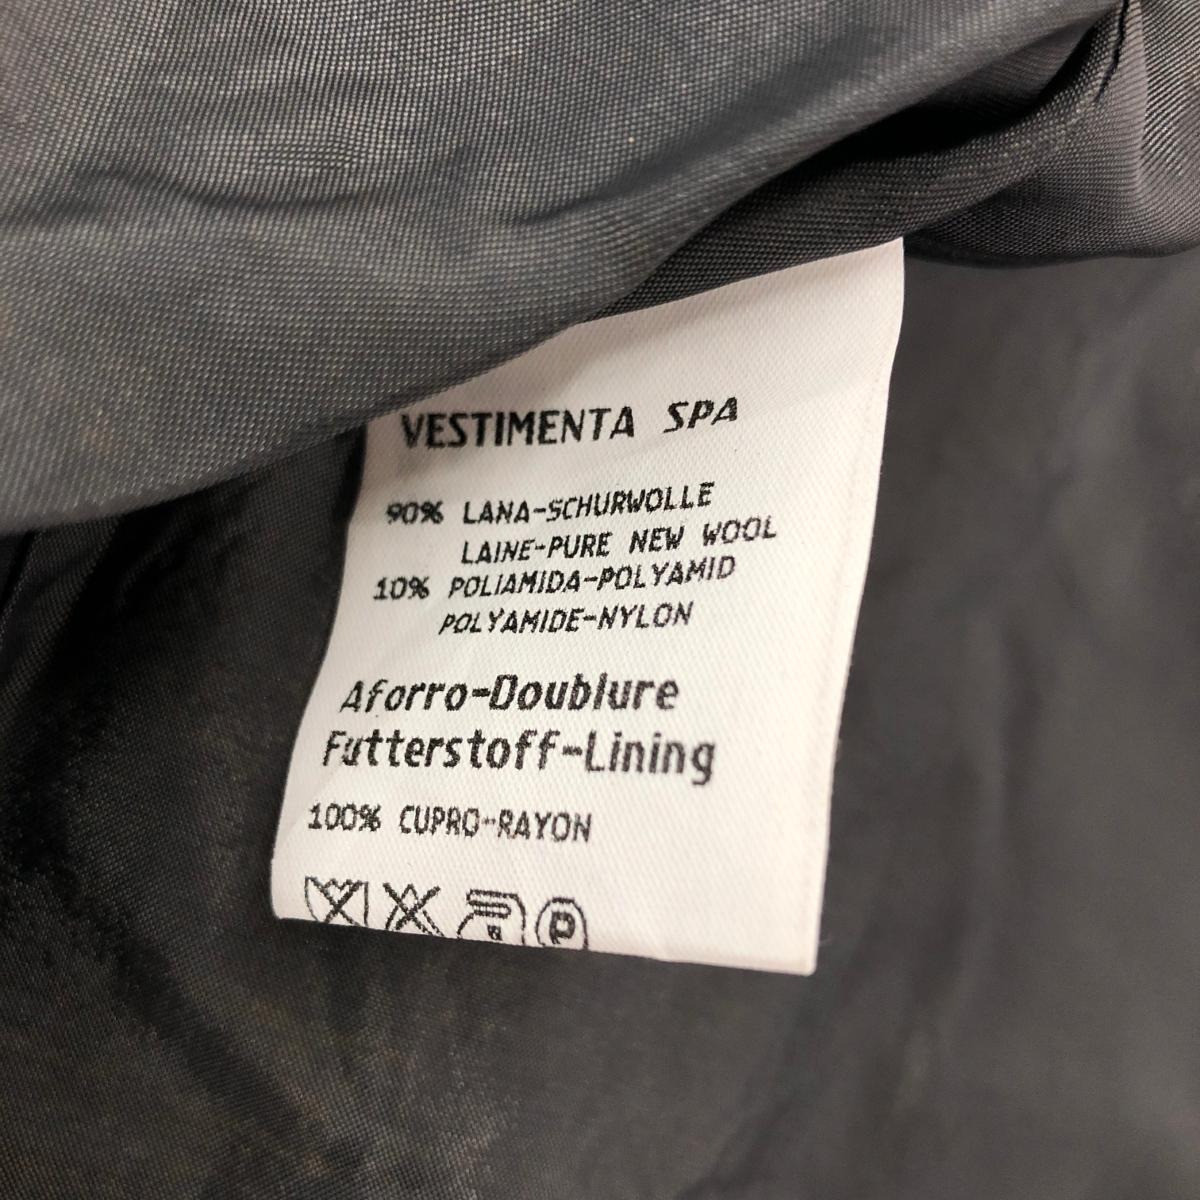 VESTIMENTA SPA
90% LANA-SCHURWOLLE
LAINE-PURE NEW WOOL
10% POLIAMIDA-POLYAMID
POLYAMIDE-NYLON
Aforro-Doublure
Futterstoff-Lining
100% CUPRO-RAYON
P